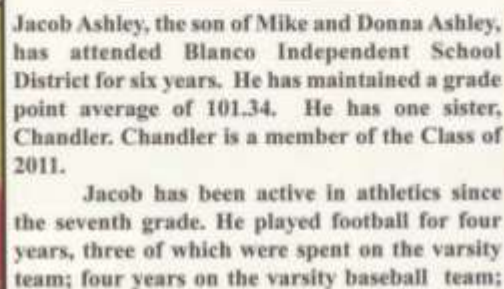 Jacob Ashley, the son of Mike and Donna Ashley,
has attended Blanco Independent School
District for six years. He has maintained a grade
point average of 101.34. He has one sister,
Chandler. Chandler is a member of the Class of
2011.
Jacob has been active in athletics since
the seventh grade. He played football for four
years, three of which were spent on the varsity
team; four years on the varsity baseball team;